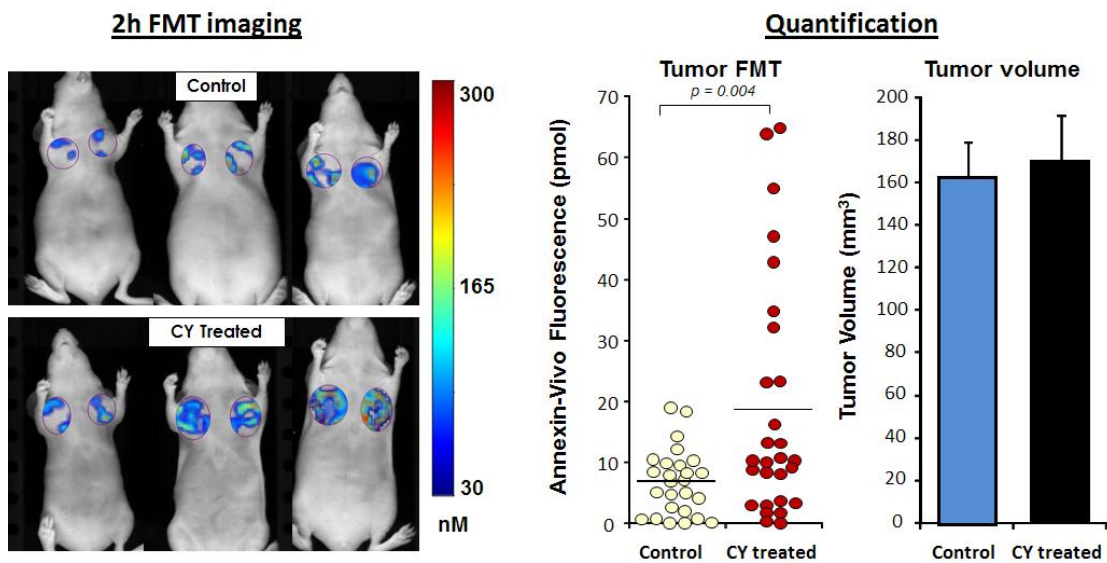 2h FMT imaging
Quantification
Control
CY Treated
300
165
30
nM
Tumor FMT
p = 0.004
Annexin-Vivo Fluorescence (pmol)
70
60
50
40
30
20
10
0
Control
CY treated
Tumor volume
Tumor Volume (mm³)
200
180
160
140
120
100
80
60
40
20
0
Control
CY treated